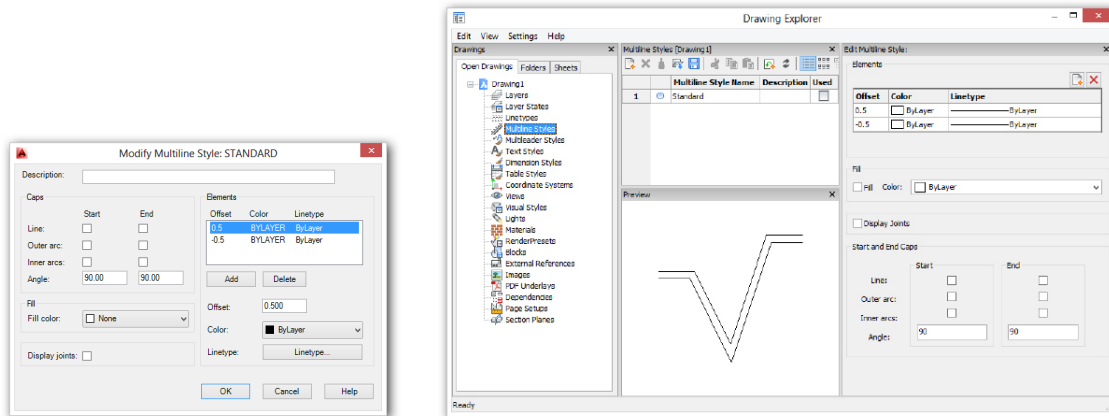 Modify Multiline Style: STANDARD
Description:
Caps
Start End
Line:
Outer arc:
Inner arcs:
Angle: 90.00 90.00
Fill
Fill color: None
Display joints:
Elements
Offset Color Linetype
0.5 BYLAYER ByLayer
-0.5 BYLAYER ByLayer
Add Delete
Offset: 0.500
Color: ByLayer
Linetype: Linetype...
OK Cancel Help
Drawing Explorer
Edit View Settings Help
Drawings
Open Drawings Folders Sheets
Drawing1
Layers
Layer States
Linetypes
Multiline Styles
Multileader Styles
Text Styles
Dimension Styles
Table Styles
Coordinate Systems
Views
Visual Styles
Lights
Materials
RenderPresets
Blocks
External References
Images
PDF Underlays
Dependencies
Page Setups
Section Planes
Multiline Styles [Drawing1]
Multiline Style Name Description Used
1 Standard
Preview
Edit Multiline Style:
Elements
Offset Color Linetype
0.5 ByLayer ByLayer
-0.5 ByLayer ByLayer
Fill
Fill Color: ByLayer
Display Joints
Start and End Caps
Start End
Line:
Outer arc:
Inner arcs:
Angle: 90 90
Ready